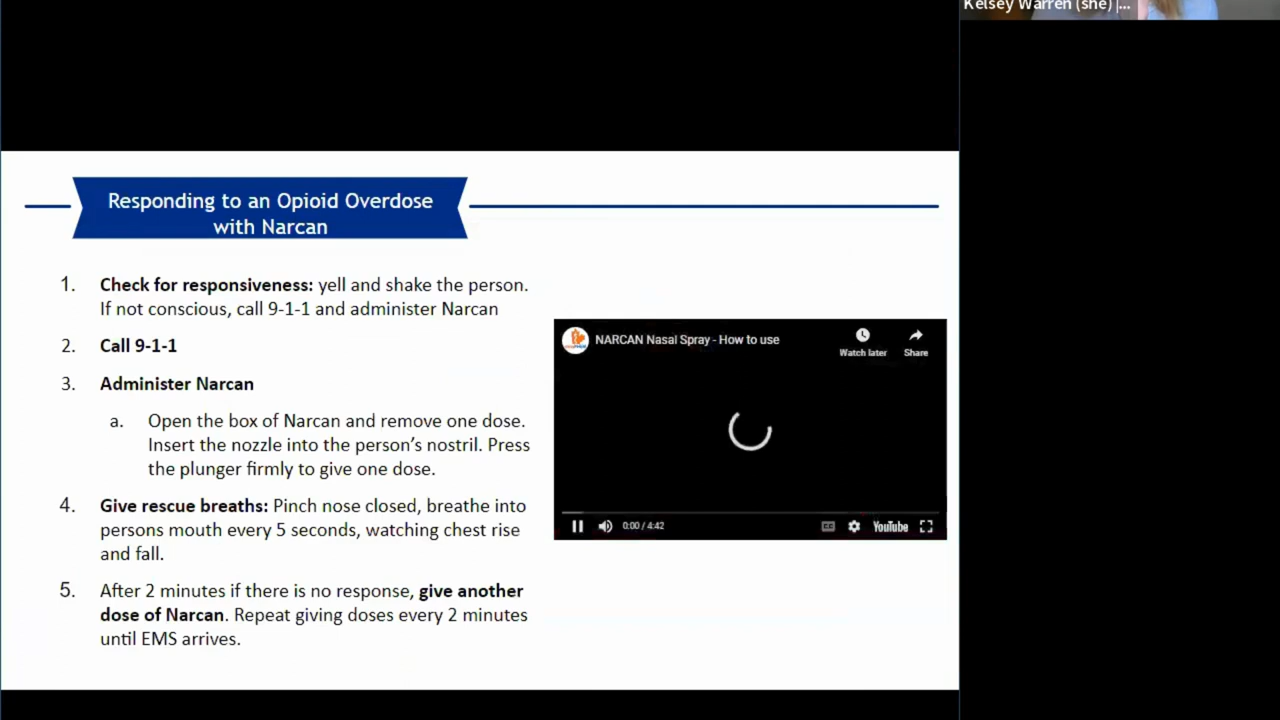 Kelsey Warren (she) |...
Responding to an Opioid Overdose
with Narcan
1. Check for responsiveness: yell and shake the person.
If not conscious, call 9-1-1 and administer Narcan
2. Call 9-1-1
3. Administer Narcan
a. Open the box of Narcan and remove one dose.
Insert the nozzle into the person's nostril. Press
the plunger firmly to give one dose.
4. Give rescue breaths: Pinch nose closed, breathe into
persons mouth every 5 seconds, watching chest rise
and fall.
5. After 2 minutes if there is no response, give another
dose of Narcan. Repeat giving doses every 2 minutes
until EMS arrives.
NARCAN Nasal Spray - How to use
Watch later
Share
0:00 / 4:42
CC
YouTube